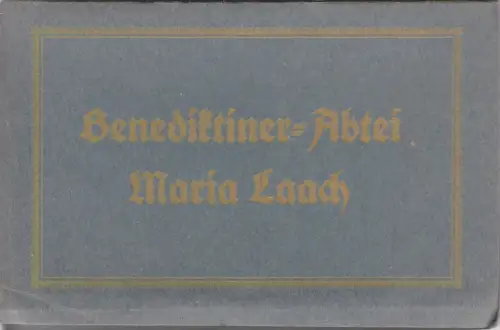 Benediktiner=Abtei
Maria Laach